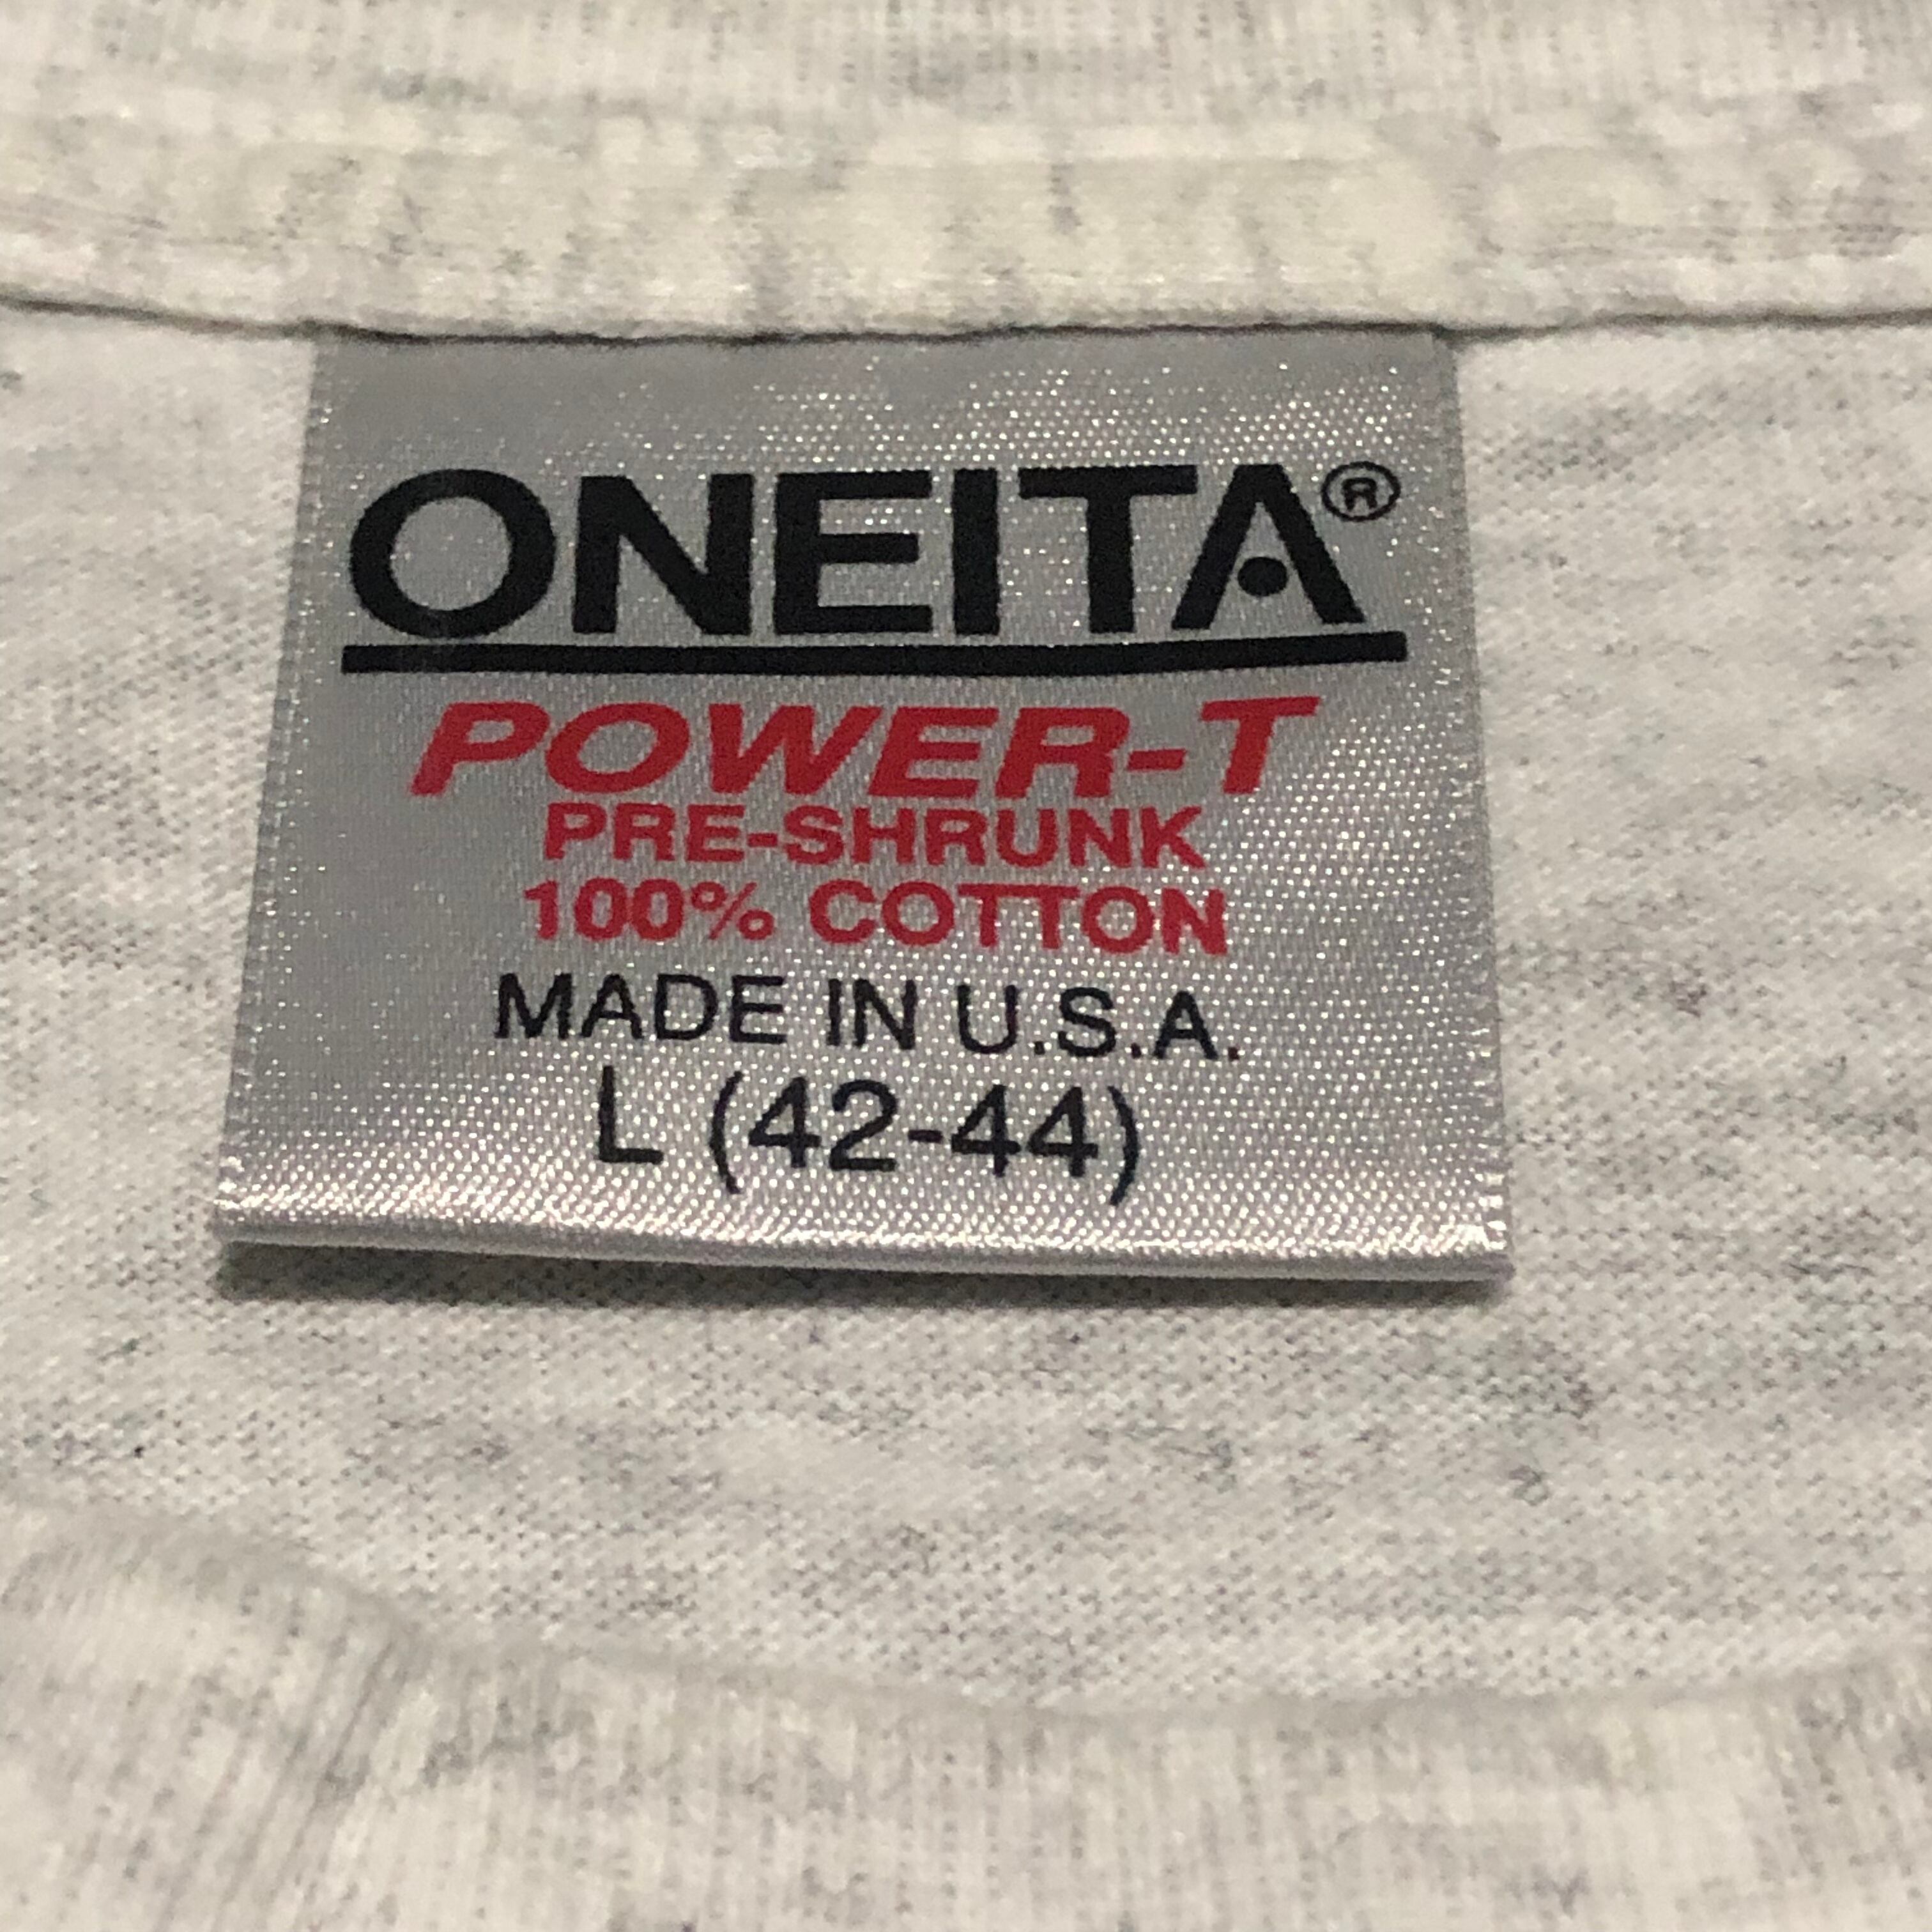 ONEITA®
POWER-T
PRE-SHRUNK
100% COTTON
MADE IN U.S.A.
L (42-44)